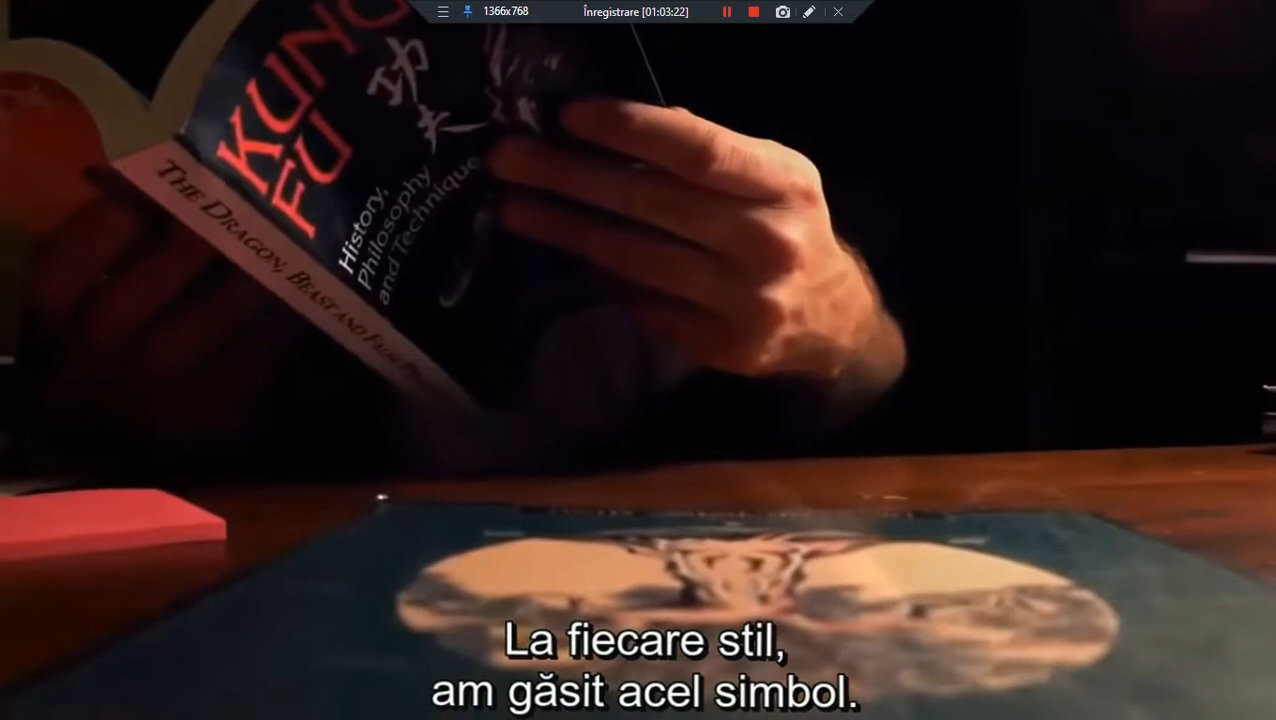 1366x768
Înregistrare [01:03:22]
KUNG
FU
功
夫
History,
Philosophy
and Technique
THE DRAGON, BEAST AND
La fiecare stil,
am găsit acel simbol.